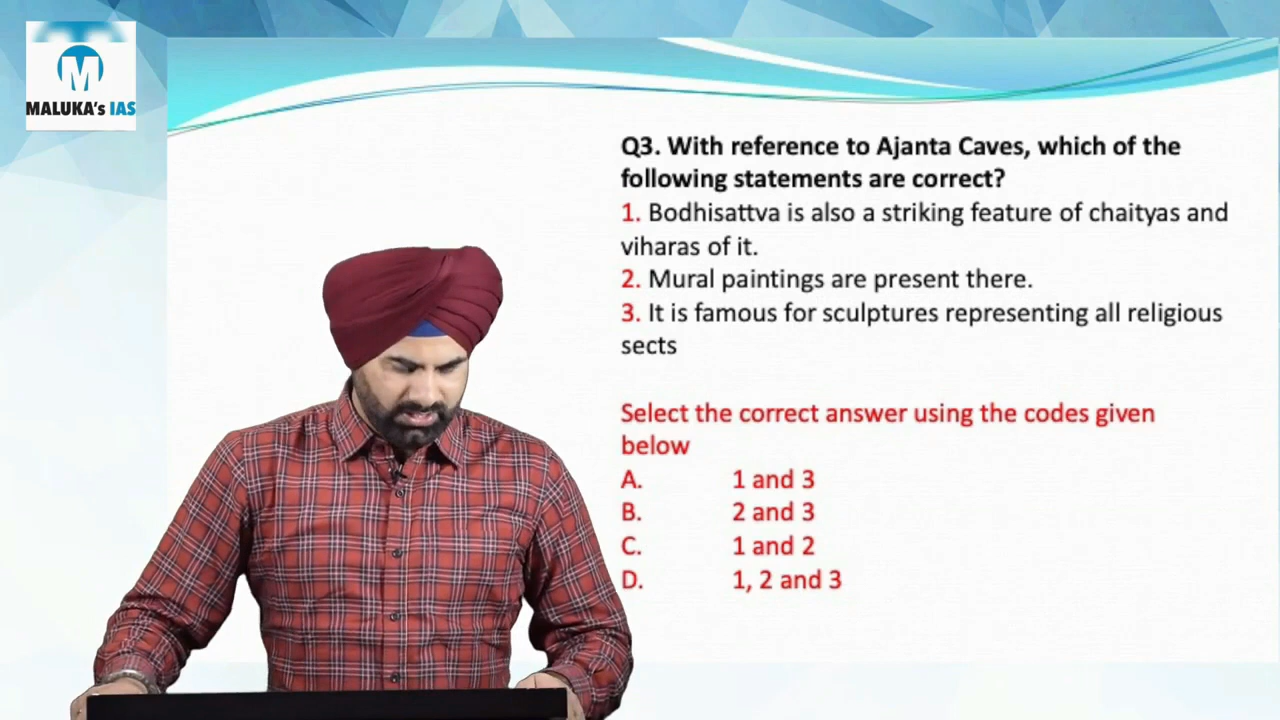 M
MALUKA's IAS
Q3. With reference to Ajanta Caves, which of the
following statements are correct?
1. Bodhisattva is also a striking feature of chaityas and
viharas of it.
2. Mural paintings are present there.
3. It is famous for sculptures representing all religious
sects
Select the correct answer using the codes given
below
A. 1 and 3
B. 2 and 3
C. 1 and 2
D. 1, 2 and 3